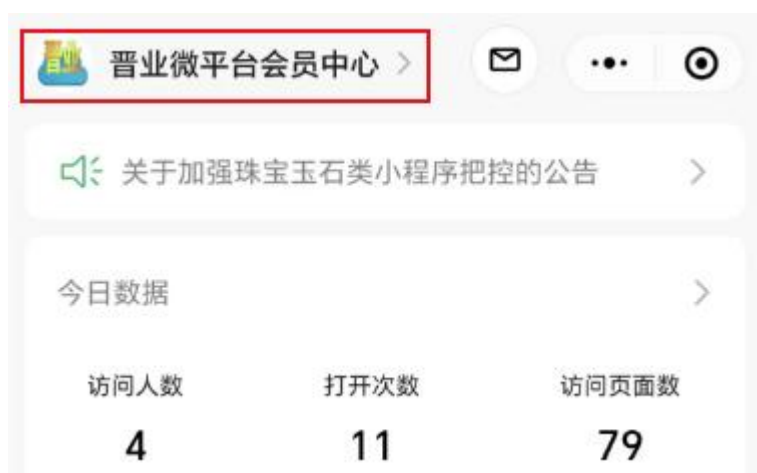 晋业微平台会员中心
关于加强珠宝玉石类小程序把控的公告
今日数据
访问人数 打开次数 访问页面数
4 11 79